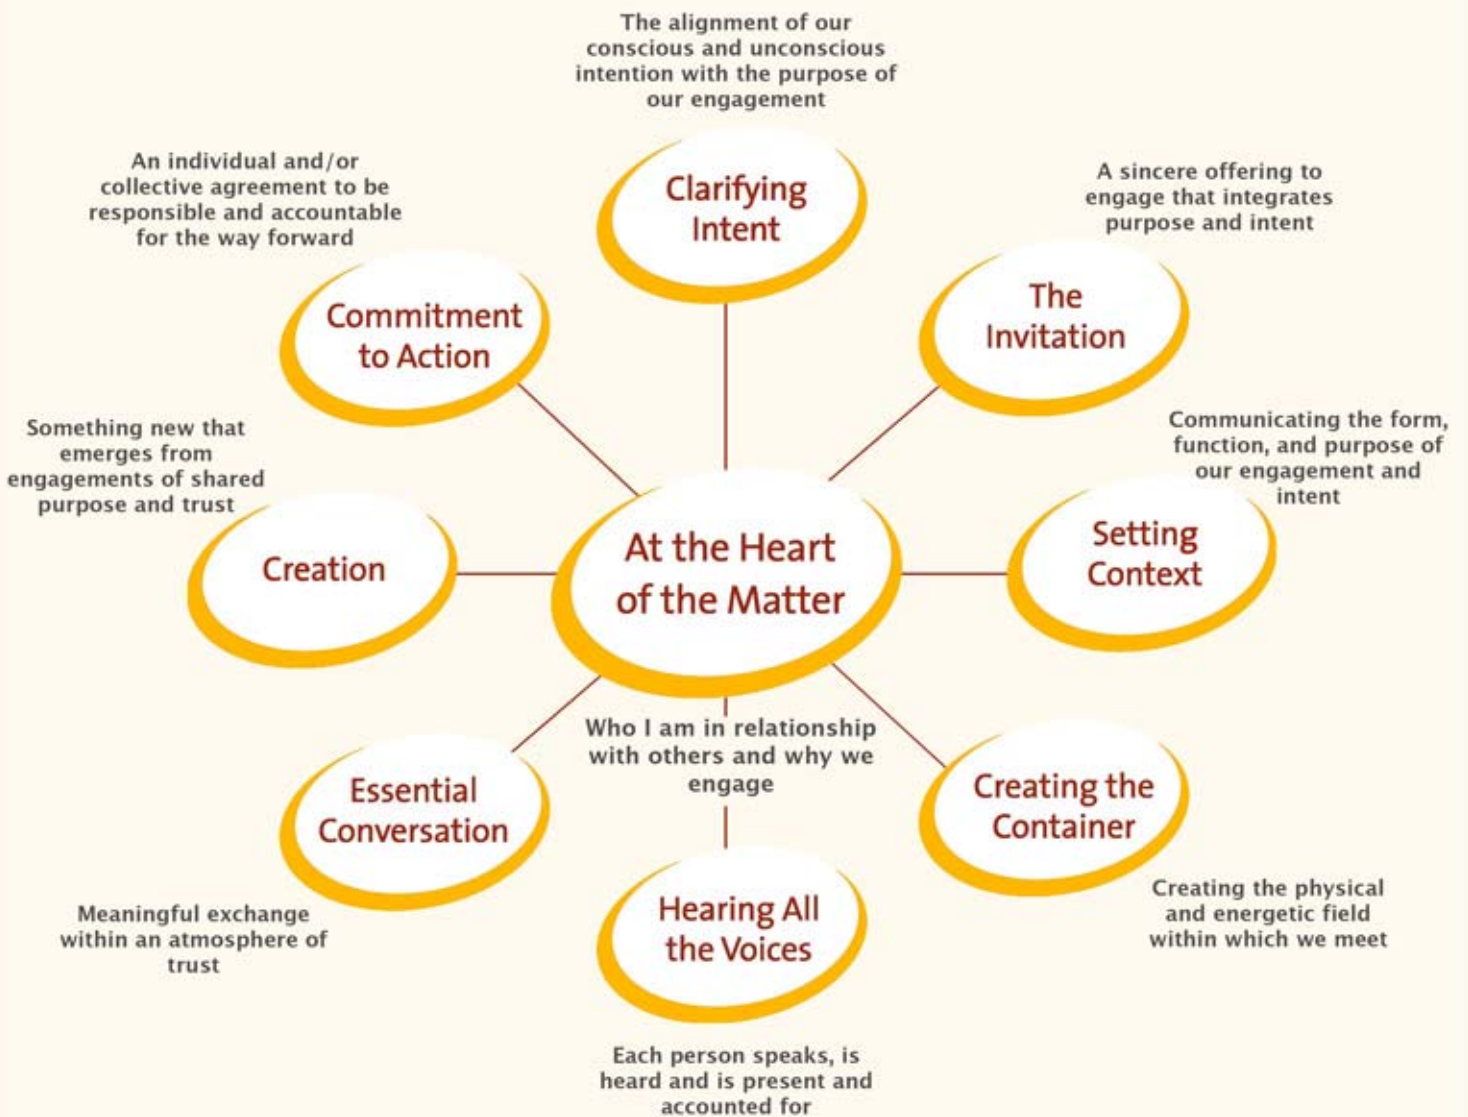 The alignment of our
conscious and unconscious
intention with the purpose of
our engagement
Clarifying
Intent
A sincere offering to
engage that integrates
purpose and intent
The
Invitation
Communicating the form,
function, and purpose of
our engagement and
intent
Setting
Context
Creating the
Container
Creating the physical
and energetic field
within which we meet
Hearing All
the Voices
Each person speaks, is
heard and is present and
accounted for
Essential
Conversation
Meaningful exchange
within an atmosphere of
trust
Something new that
emerges from
engagements of shared
purpose and trust
Creation
An individual and/or
collective agreement to be
responsible and accountable
for the way forward
Commitment
to Action
At the Heart
of the Matter
Who I am in relationship
with others and why we
engage